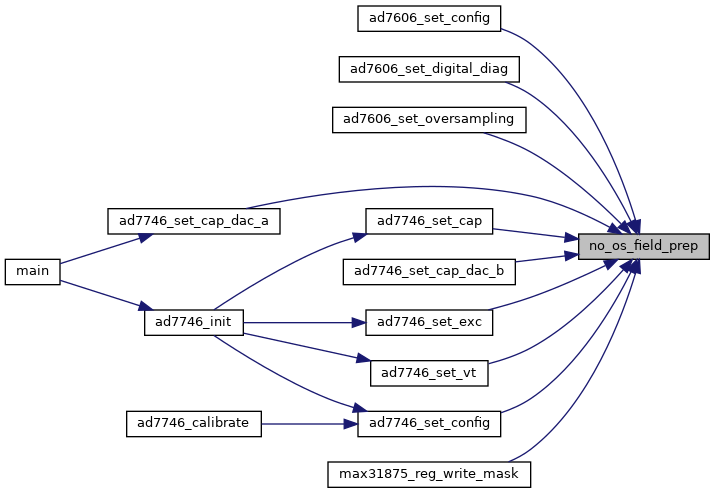 ad7606_set_config
ad7606_set_digital_diag
ad7606_set_oversampling
ad7746_set_cap_dac_a
ad7746_set_cap
no_os_field_prep
main
ad7746_set_cap_dac_b
ad7746_init
ad7746_set_exc
ad7746_set_vt
ad7746_calibrate
ad7746_set_config
max31875_reg_write_mask